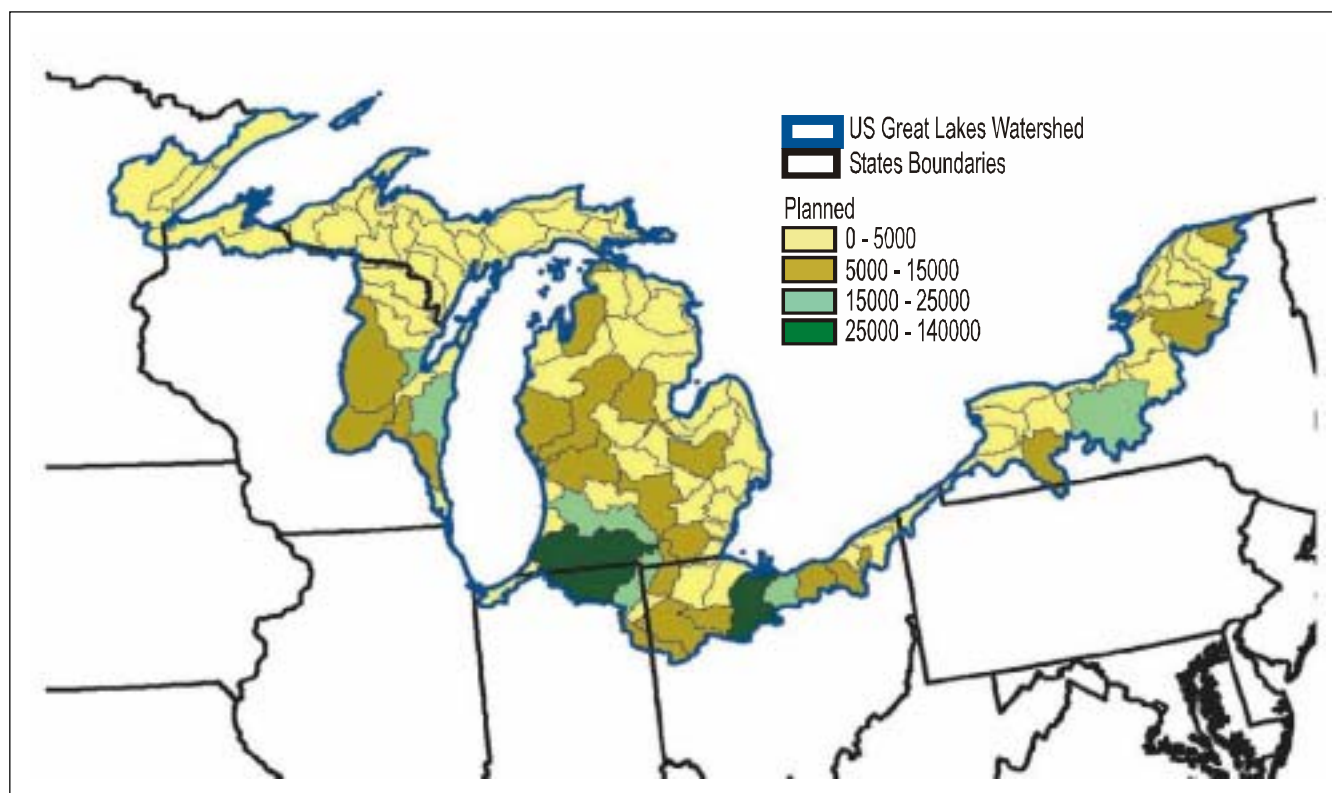 US Great Lakes Watershed
States Boundaries
Planned
0 - 5000
5000 - 15000
15000 - 25000
25000 - 140000